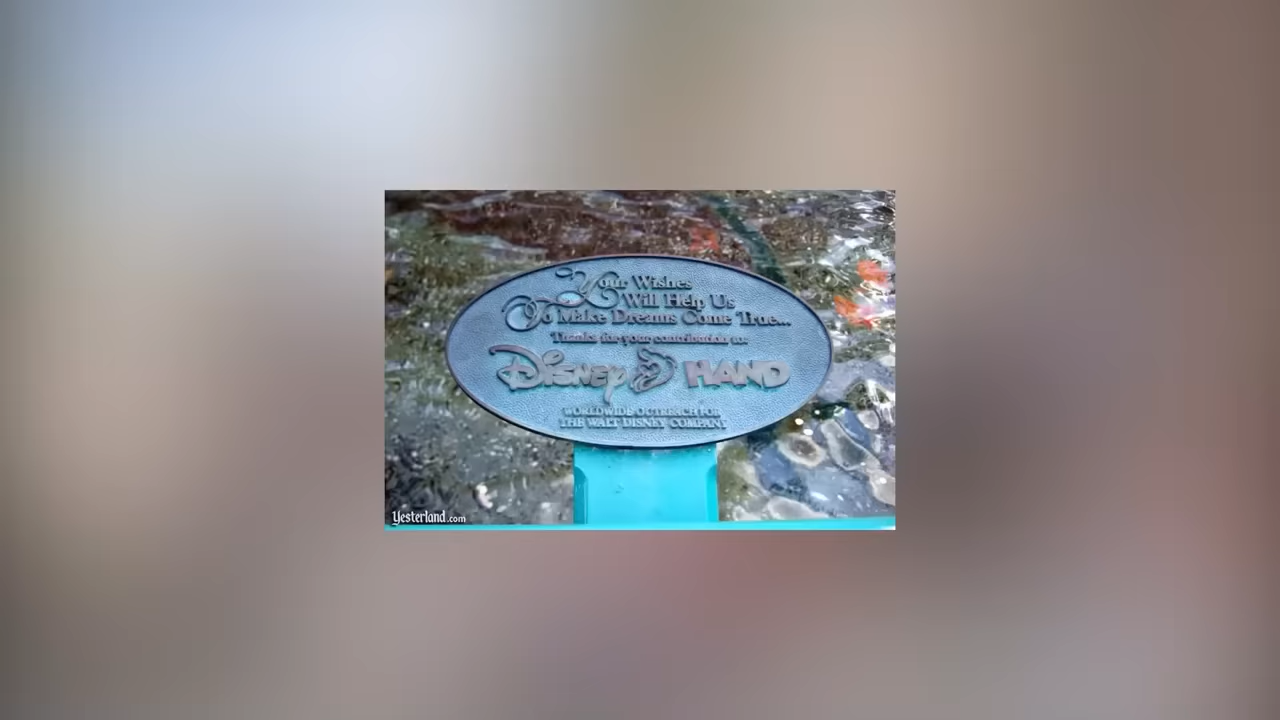 Your Wishes
Will Help Us
To Make Dreams Come True...
Thanks for your contribution to:
Disney HAND
WORLDWIDE OUTREACH FOR
THE WALT DISNEY COMPANY
Yesterland.com